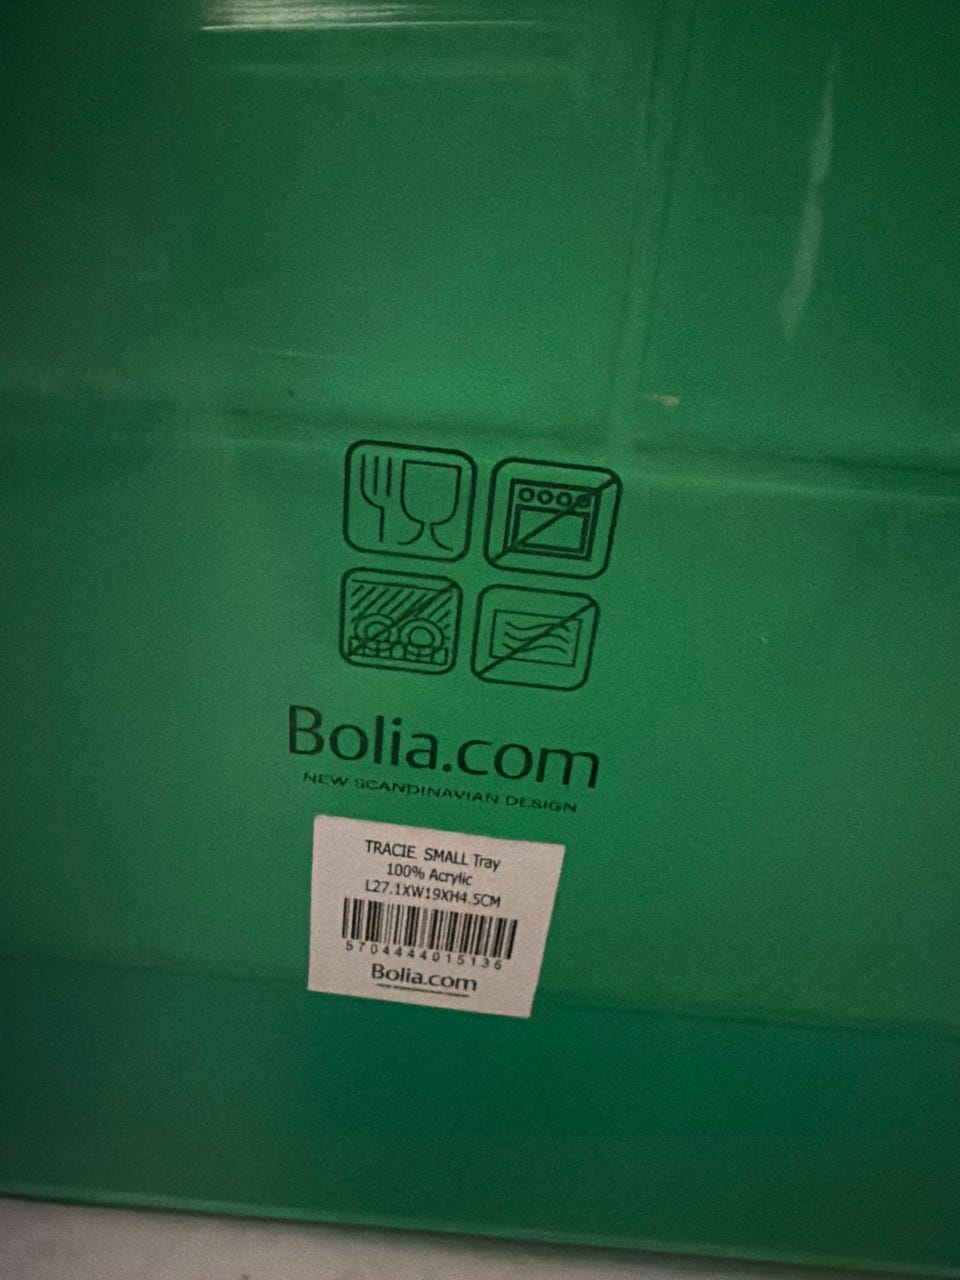 Bolia.com
NEW SCANDINAVIAN DESIGN
TRACIE SMALL Tray
100% Acrylic
L27.1XW19XH4.5CM
5704444015136
Bolia.com